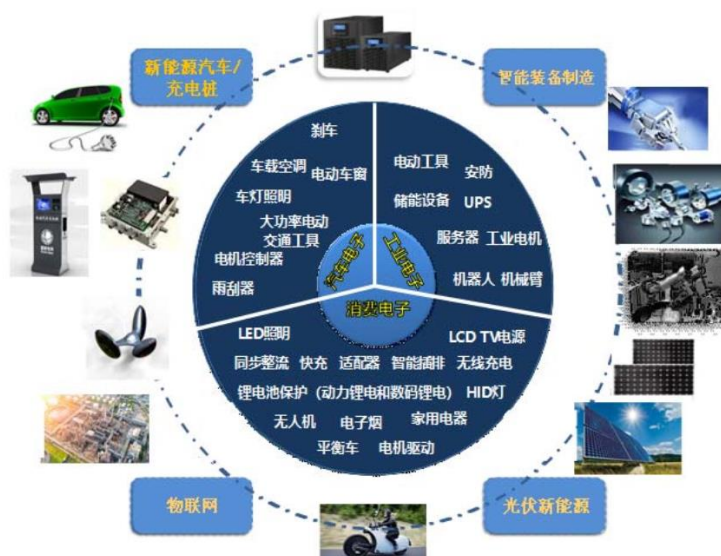 新能源汽车/
充电桩
智能装备制造
刹车
车载空调
电动车窗
车灯照明
大功率电动
交通工具
电机控制器
雨刮器
电动工具
安防
储能设备 UPS
服务器 工业电机
机器人 机械臂
汽车电子
工业电子
消费电子
LED照明
LCD TV电源
同步整流 快充 适配器 智能插排 无线充电
锂电池保护（动力锂电和数码锂电） HID灯
无人机 电子烟 家用电器
平衡车 电机驱动
物联网
光伏新能源